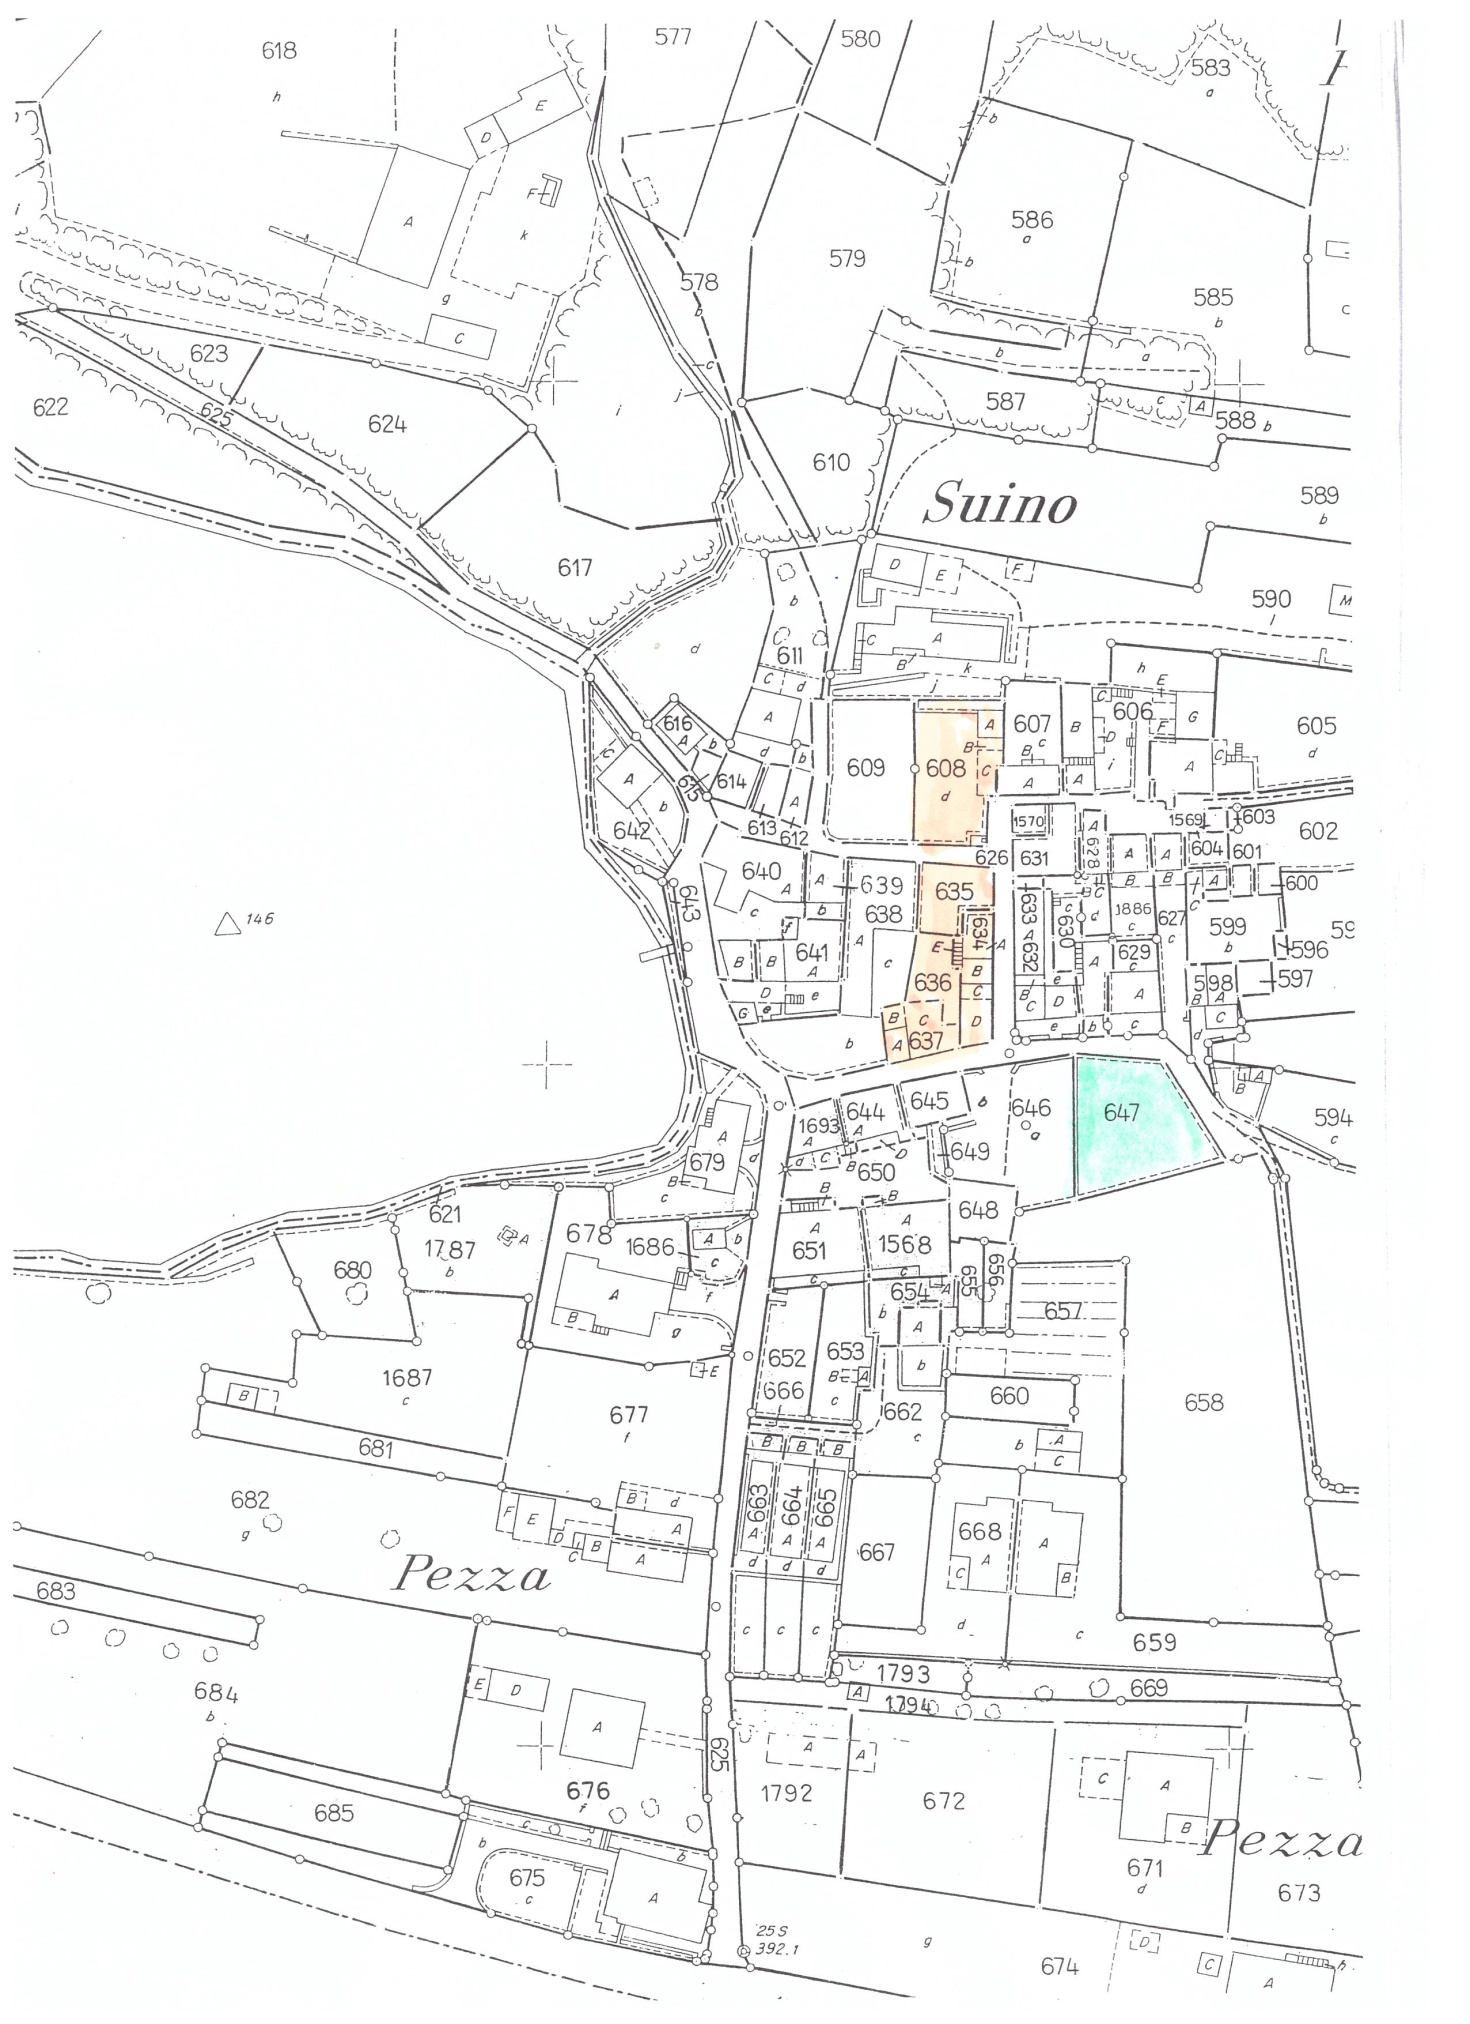 618
577
580
583
a
h
E
D
b
F
A
k
586
a
579
b
578
b
585
b
g
C
623
622
625
624
c
j
i
b
a
587
c
A
588
b
610
Suino
589
b
617
D
E
F
590
l
M
b
d
611
C
A
B
k
j
h
E
616
A
b
C
d
A
d
b
615
614
613
612
A
609
608
d
A
B
C
607
B
c
A
B
C
606
D
i
A
F
G
A
C
605
d
C
A
b
642
643
146
640
A
c
A
b
639
638
A
c
641
f
B
B
A
D
e
G
e
b
635
634
A
E
636
B
C
D
B
C
A
637
626
1570
631
633
A
632
B
C
D
e
630
c
628
A
B
C
d
A
b
A
B
1886
c
629
c
A
c
A
B
627
c
1569
604
603
602
601
600
A
C
599
b
596
597
598
B
A
C
d
A
B
594
c
647
646
a
b
645
644
A
1693
A
d
C
B
D
649
650
B
B
648
679
A
B
c
d
621
1787
b
A
678
1686
A
b
c
f
A
B
g
E
680
651
A
c
1568
A
c
654
A
b
A
b
655
656
657
652
666
653
B
A
c
662
c
660
b
A
C
658
1687
c
B
681
677
f
682
g
F
E
D
C
B
B
d
A
A
Pezza
B
B
B
663
664
665
A
A
A
d
d
d
c
c
c
667
668
A
C
A
B
d
c
659
683
684
b
685
E
D
A
676
f
625
1793
A
1794
669
A
A
1792
672
C
A
B
671
d
Pezza
673
675
c
b
c
b
A
25S
392.1
g
674
D
C
A
h